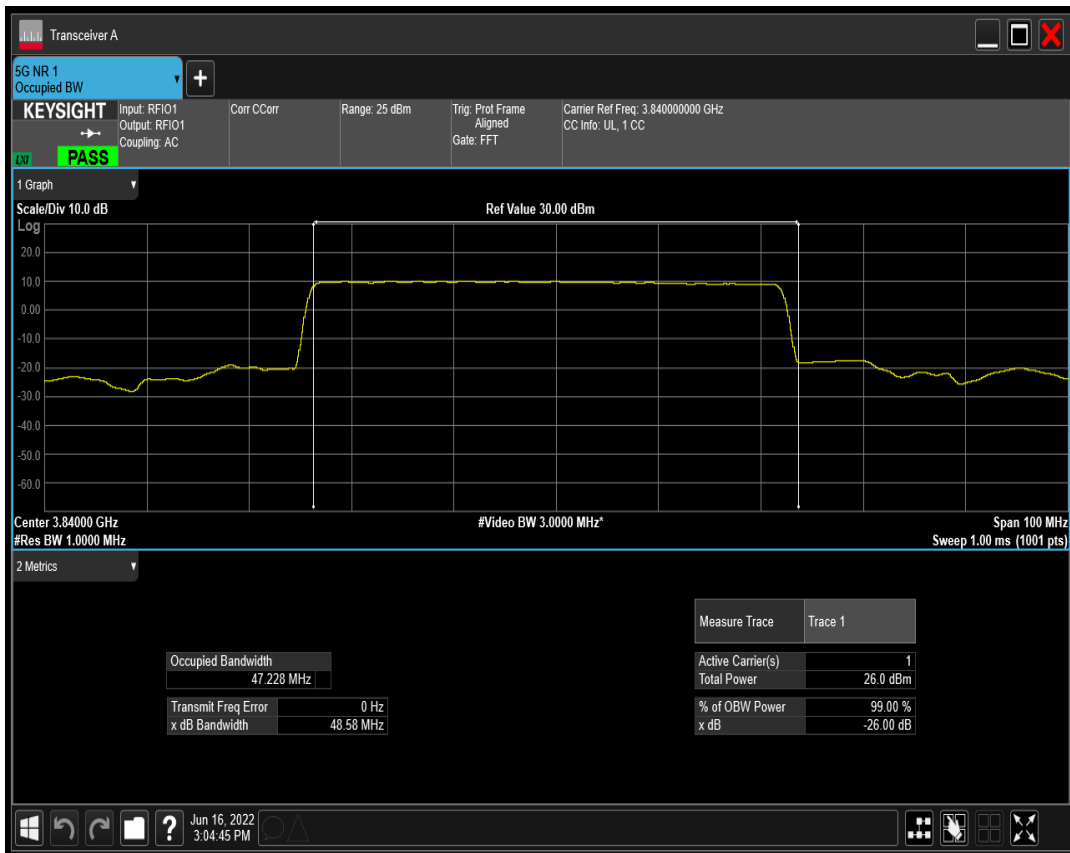 Transceiver A
5G NR 1
Occupied BW
KEYSIGHT
LXI
PASS
Input: RFIO1
Output: RFIO1
Coupling: AC
Corr CCorr
Range: 25 dBm
Trig: Prot Frame
Aligned
Gate: FFT
Carrier Ref Freq: 3.840000000 GHz
CC Info: UL, 1 CC
1 Graph
Scale/Div 10.0 dB
Ref Value 30.00 dBm
Log
20.0
10.0
0.00
-10.0
-20.0
-30.0
-40.0
-50.0
-60.0
Center 3.84000 GHz
#Video BW 3.0000 MHz*
Span 100 MHz
#Res BW 1.0000 MHz
Sweep 1.00 ms (1001 pts)
2 Metrics
Measure Trace Trace 1
Occupied Bandwidth
47.228 MHz
Active Carrier(s) 1
Total Power 26.0 dBm
Transmit Freq Error 0 Hz
x dB Bandwidth 48.58 MHz
% of OBW Power 99.00 %
x dB -26.00 dB
Jun 16, 2022
3:04:45 PM